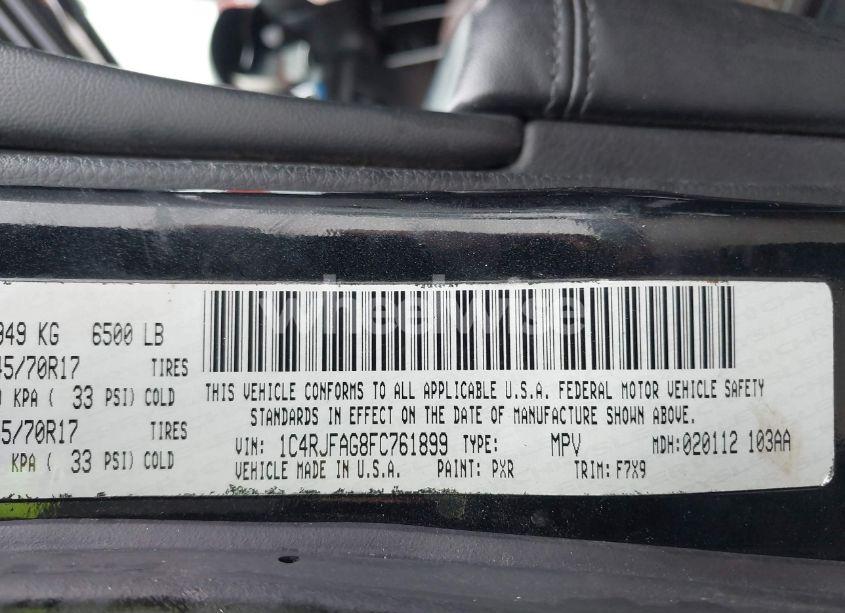 949 KG 6500 LB
45/70R17 TIRES
KPA ( 33 PSI) COLD
5/70R17 TIRES
KPA ( 33 PSI) COLD
wheelwise
THIS VEHICLE CONFORMS TO ALL APPLICABLE U.S.A. FEDERAL MOTOR VEHICLE SAFETY
STANDARDS IN EFFECT ON THE DATE OF MANUFACTURE SHOWN ABOVE.
VIN: 1C4RJFAG8FC761899 TYPE: MPV MDH: 020112 103AA
VEHICLE MADE IN U.S.A. PAINT: PXR TRIM: F7X9